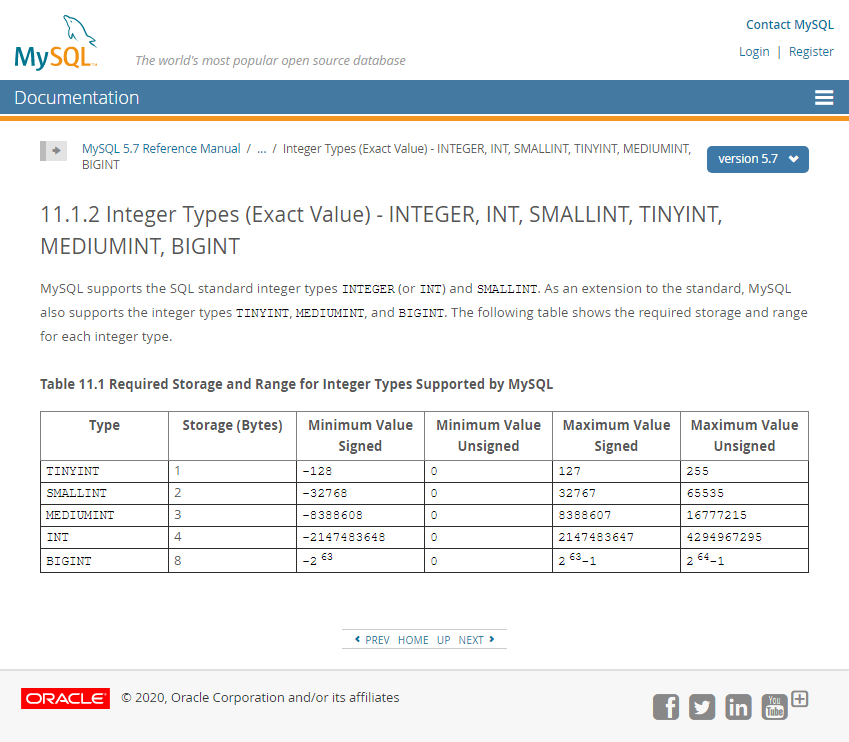 Contact MySQL
MySQL™
The world's most popular open source database
Login | Register
Documentation
MySQL 5.7 Reference Manual / ... / Integer Types (Exact Value) - INTEGER, INT, SMALLINT, TINYINT, MEDIUMINT,
BIGINT
version 5.7
11.1.2 Integer Types (Exact Value) - INTEGER, INT, SMALLINT, TINYINT,
MEDIUMINT, BIGINT
MySQL supports the SQL standard integer types INTEGER (or INT) and SMALLINT. As an extension to the standard, MySQL
also supports the integer types TINYINT, MEDIUMINT, and BIGINT. The following table shows the required storage and range
for each integer type.
Table 11.1 Required Storage and Range for Integer Types Supported by MySQL
Type Storage (Bytes) Minimum Value Signed Minimum Value Unsigned Maximum Value Signed Maximum Value Unsigned
TINYINT 1 -128 0 127 255
SMALLINT 2 -32768 0 32767 65535
MEDIUMINT 3 -8388608 0 8388607 16777215
INT 4 -2147483648 0 2147483647 4294967295
BIGINT 8 -2^63 0 2^63-1 2^64-1
PREV HOME UP NEXT
ORACLE © 2020, Oracle Corporation and/or its affiliates
f in You Tube